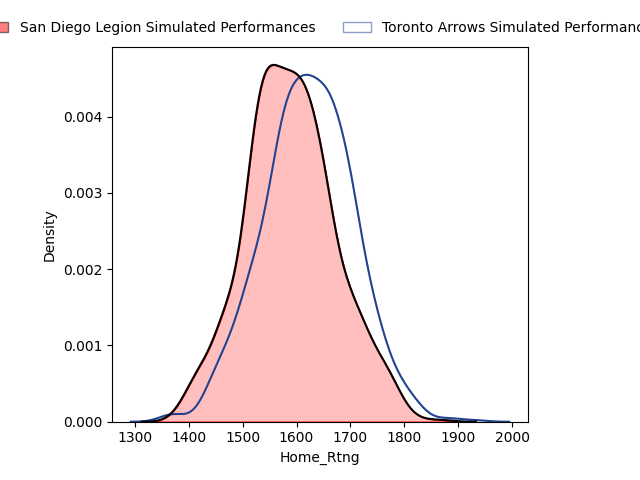 San Diego Legion Simulated Performances Toronto Arrows Simulated
0.004
0.003
0.002
0.001
0.000
Density
1300 1400 1500 1600 1700 1800 1900 2000
Home_Rtng